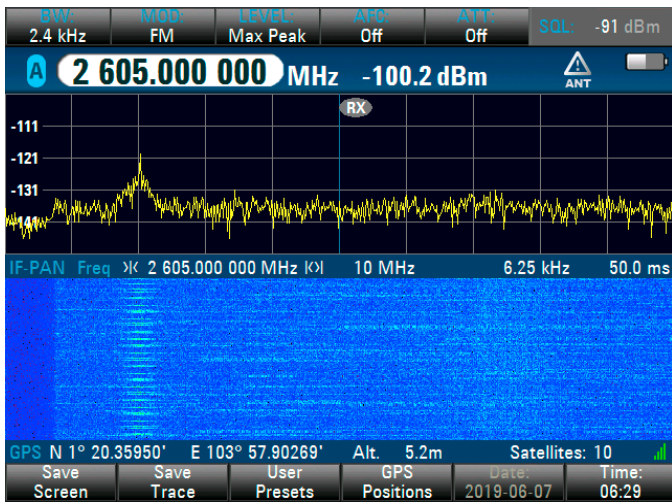 BW: MOD: LEVEL: AFC: ATT: SQL: -91 dBm
2.4 kHz FM Max Peak Off Off
A 2 605.000 000 MHz -100.2 dBm ANT
RX
-111
-121
-131
-141
IF-PAN Freq 2 605.000 000 MHz 10 MHz 6.25 kHz 50.0 ms
GPS N 1° 20.35950' E 103° 57.90269' Alt. 5.2m Satellites: 10
Save Save User GPS Date: Time:
Screen Trace Presets Positions 2019-06-07 06:29